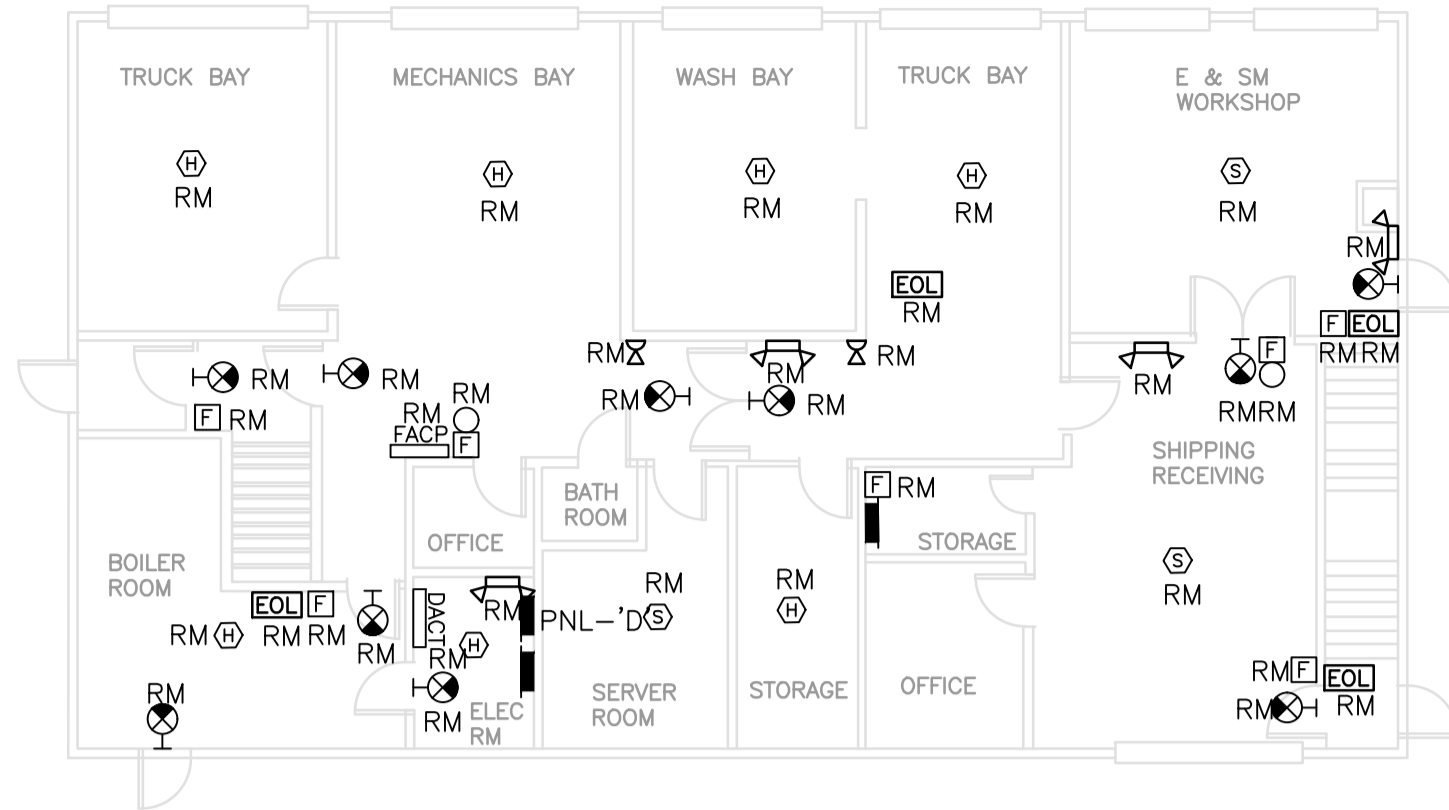 TRUCK BAY
MECHANICS BAY
WASH BAY
TRUCK BAY
E & SM
WORKSHOP
H
RM
H
RM
H
RM
H
RM
S
RM
RM
EOL
RM
F EOL
RM RM
RM
RM
RM
RM
RM
RM
F
RM RM
RM
RM
RM
F RM
RM
RM
FACP
F
SHIPPING
RECEIVING
F RM
STORAGE
BATH
ROOM
OFFICE
BOILER
ROOM
EOL F
RM RM
RM H
RM
DACT
RM
H
RM
PNL-'D'
RM
S
RM
H
S
RM
RM
RM
ELEC
RM
SERVER
ROOM
STORAGE
OFFICE
RM F
EOL
RM
RM